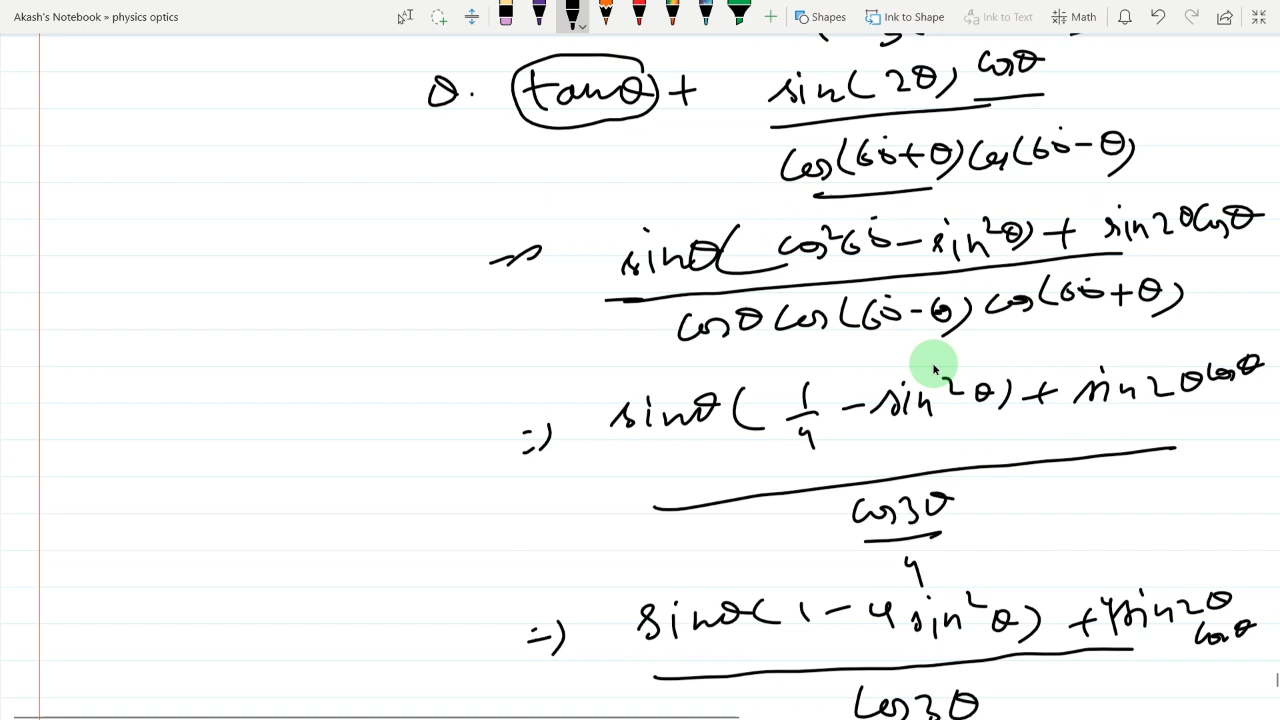 Akash's Notebook » physics optics
Shapes
Ink to Shape
Ink to Text
Math
θ. tanθ + sin(2θ) cosθ
cos(60+θ)cos(60-θ)
⇒ sinθ(cos²60 - sin²θ) + sin2θcosθ
cosθ cos(60-θ) cos(60+θ)
⇒ sinθ(1/4 - sin²θ) + sin2θcosθ
cos3θ
4
⇒ sinθ(1 - 4sin²θ) + 4sin2θ
cosθ
cos3θ